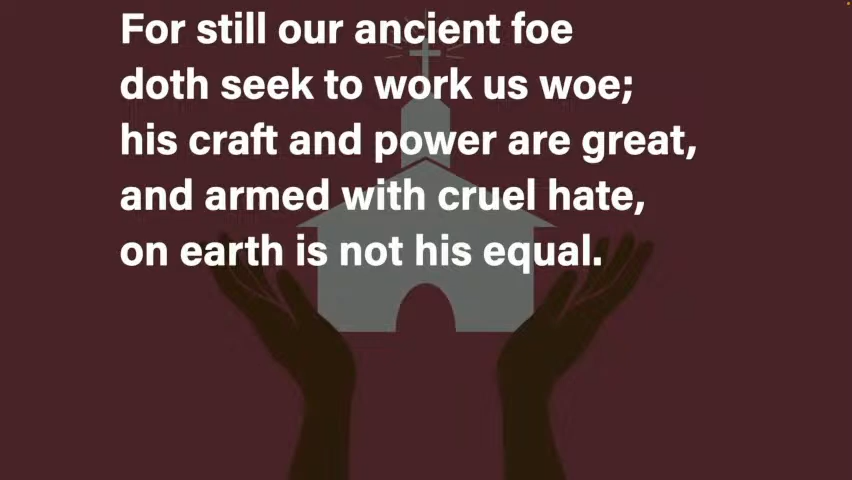 For still our ancient foe
doth seek to work us woe;
his craft and power are great,
and armed with cruel hate,
on earth is not his equal.